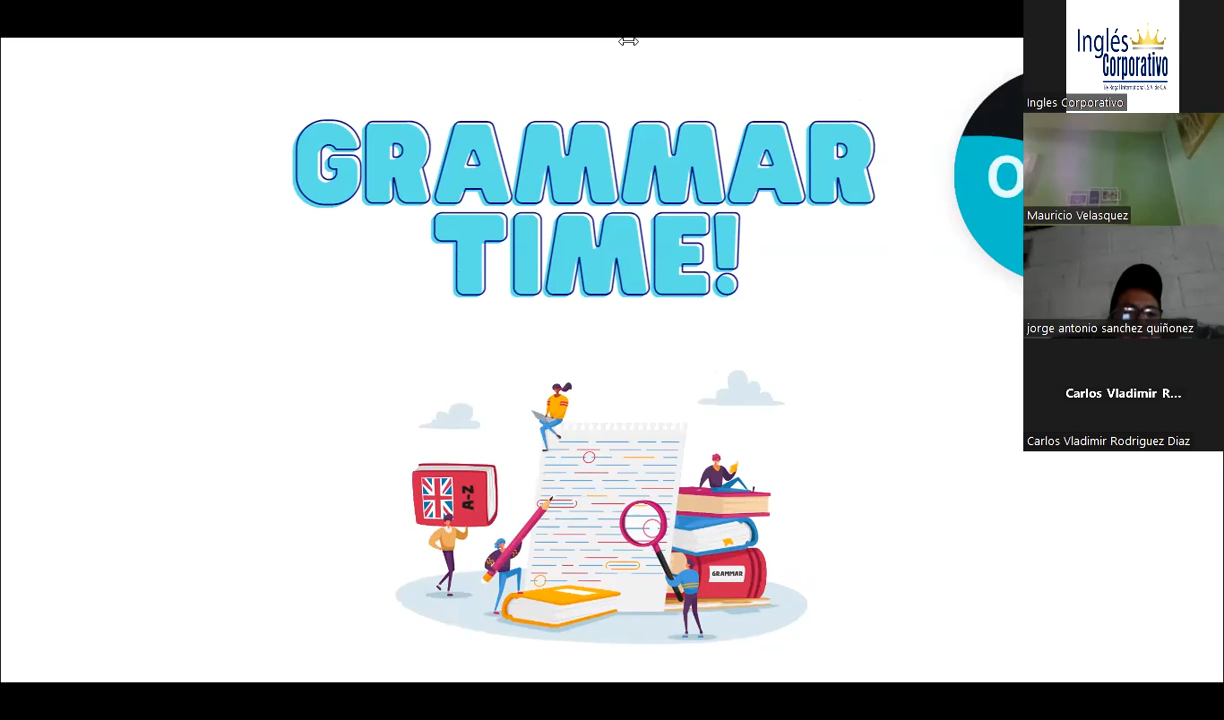 GRAMMAR
TIME!
O
A-Z
GRAMMAR
Inglés
Corporativo
Ingles Corporativo
Mauricio Velasquez
jorge antonio sanchez quiñonez
Carlos Vladimir R...
Carlos Vladimir Rodriguez Diaz